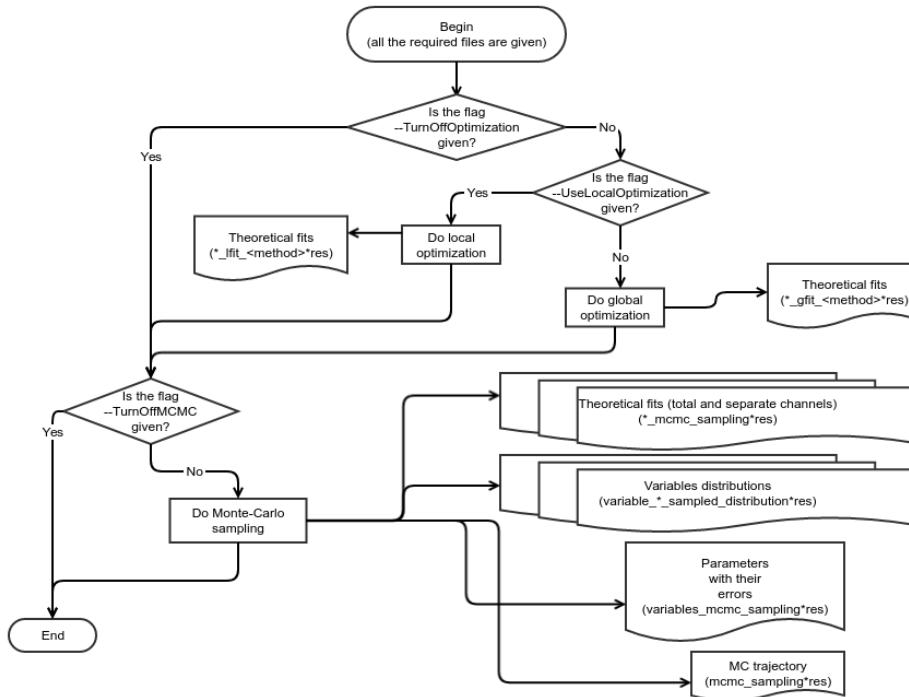 Begin
(all the required files are given)
Is the flag
--TurnOffOptimization
given?
No
Yes
Is the flag
--UseLocalOptimization
given?
Yes
Theoretical fits
(*_lfit_<method>*res)
Do local
optimization
No
Do global
optimization
Theoretical fits
(*_gfit_<method>*res)
Is the flag
--TurnOffMCMC
given?
Yes
No
Theoretical fits (total and separate channels)
(*_mcmc_sampling*res)
Do Monte-Carlo
sampling
Variables distributions
(variable_*_sampled_distribution*res)
Parameters
with their
errors
(variables_mcmc_sampling*res)
End
MC trajectory
(mcmc_sampling*res)